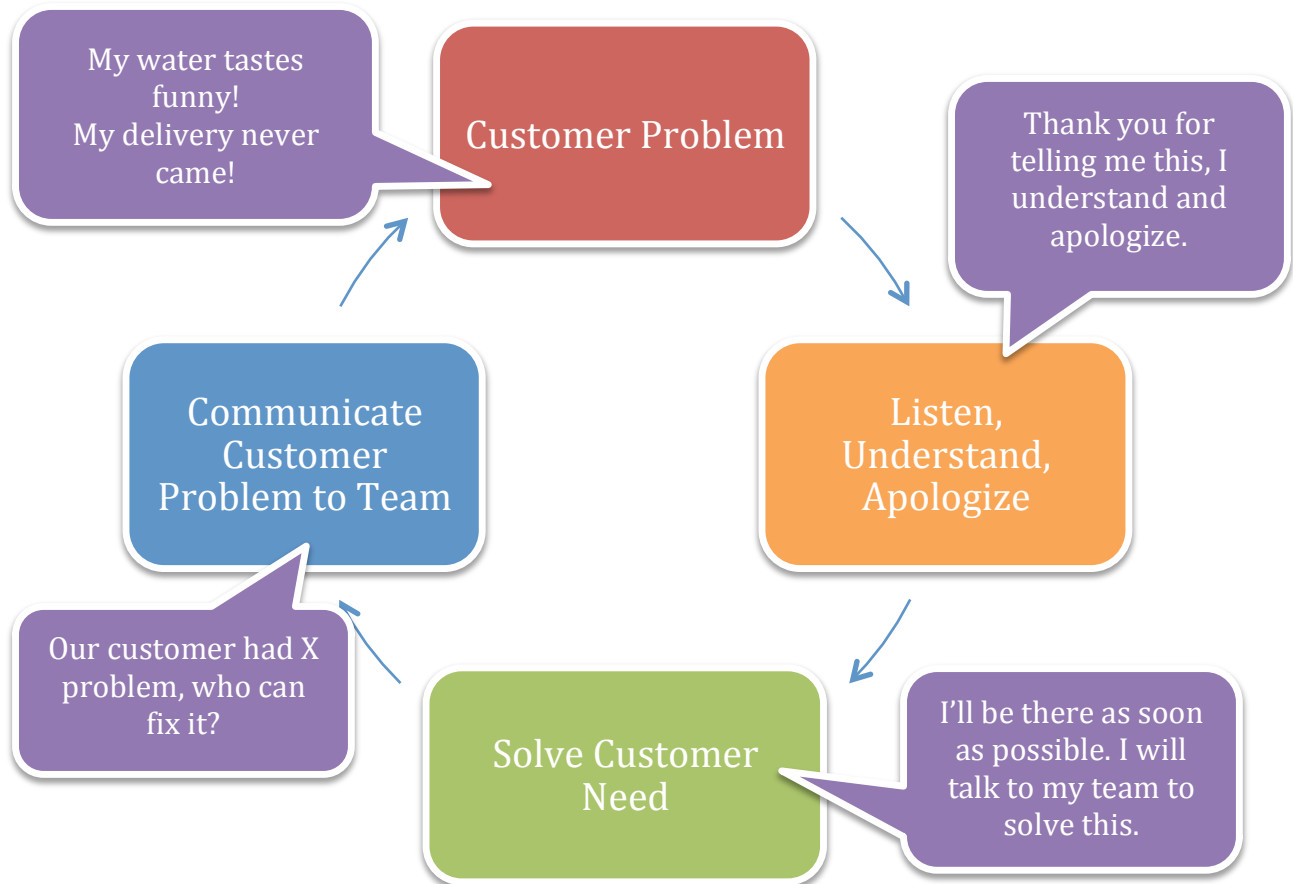 My water tastes
funny!
My delivery never
came!
Customer Problem
Thank you for
telling me this, I
understand and
apologize.
Listen,
Understand,
Apologize
I’ll be there as soon
as possible. I will
talk to my team to
solve this.
Solve Customer
Need
Our customer had X
problem, who can
fix it?
Communicate
Customer
Problem to Team